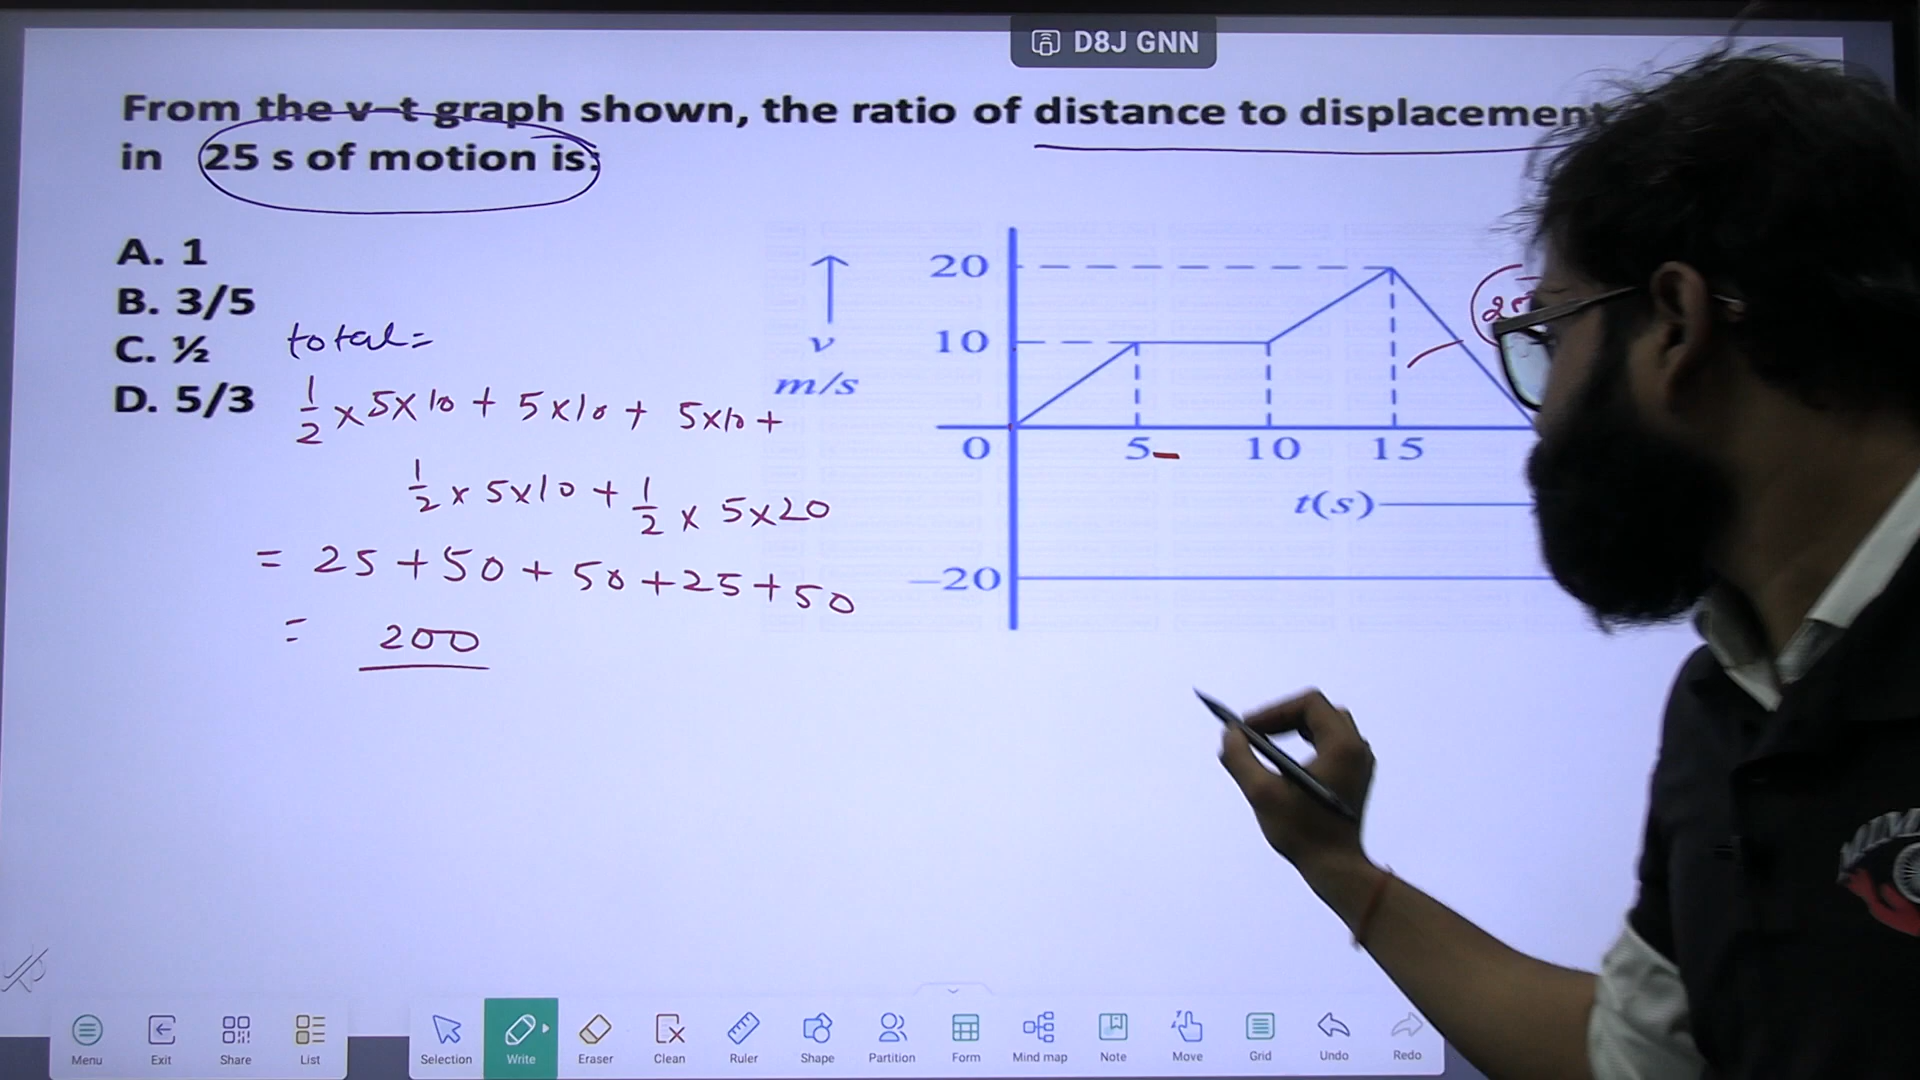 D8J GNN
From the v-t graph shown, the ratio of distance to displacement
in 25 s of motion is:
A. 1
B. 3/5
C. ½
D. 5/3
total=
1/2 × 5×10 + 5×10 + 5×10 +
1/2 × 5×10 + 1/2 × 5×20
= 25+50+50+25+50
= 200
20
10
v
m/s
0 5 10 15
t(s)
-20
Menu Exit Share List Selection Write Eraser Clean Ruler Shape Partition Form Mind map Note Move Grid Undo Redo